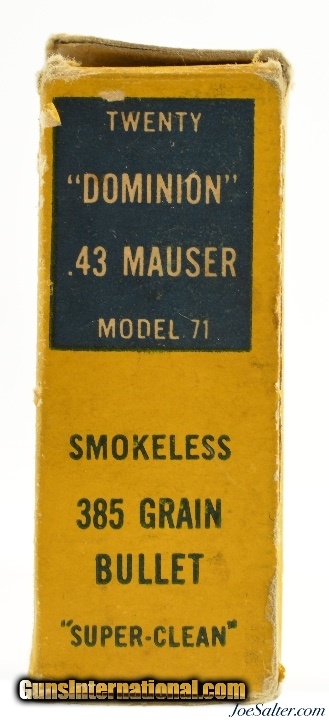 TWENTY
"DOMINION"
.43 MAUSER
MODEL 71
SMOKELESS
385 GRAIN
BULLET
"SUPER-CLEAN"
GunsInternational.com
JoeSalter.com